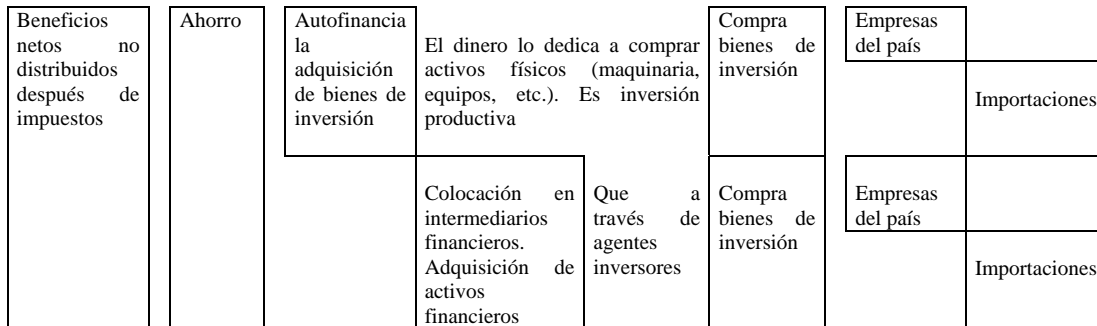 Beneficios
netos no
distribuidos
después de
impuestos
Ahorro
Autofinancia
la
adquisición
de bienes de
inversión
El dinero lo dedica a comprar
activos físicos (maquinaria,
equipos, etc.). Es inversión
productiva
Compra
bienes de
inversión
Empresas
del país
Importaciones
Colocación en
intermediarios
financieros.
Adquisición de
activos
financieros
Que a
través de
agentes
inversores
Compra
bienes de
inversión
Empresas
del país
Importaciones